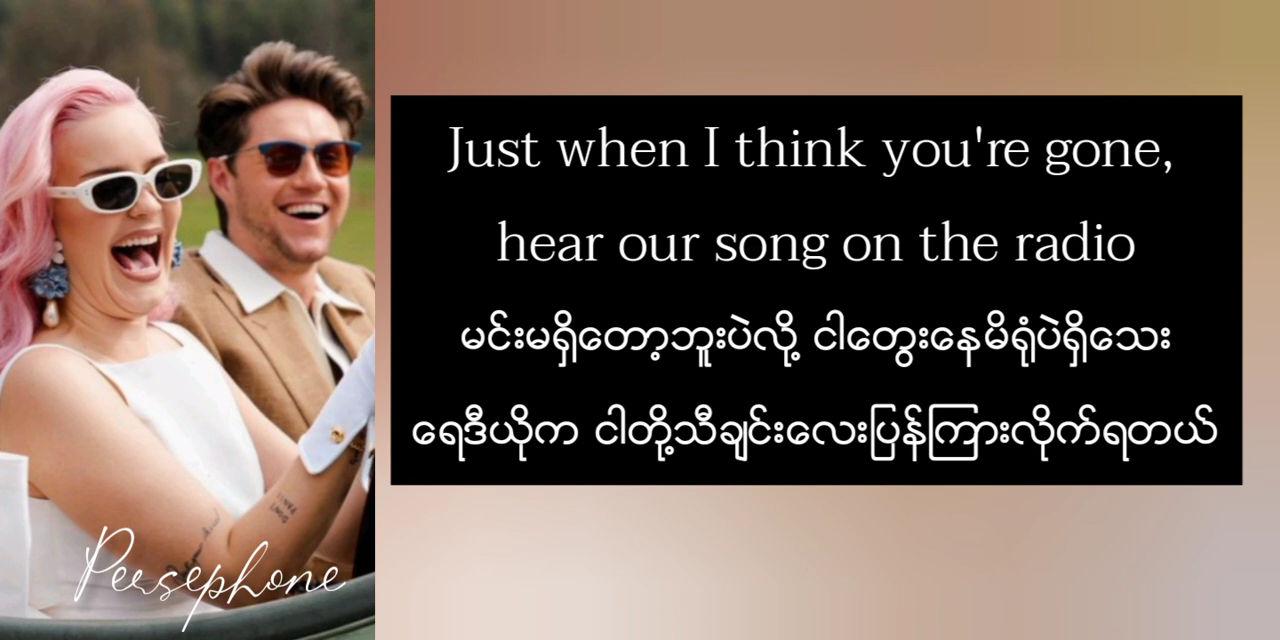 Just when I think you're gone,
hear our song on the radio
မင်းမရှိတော့ဘူးပဲလို့ ငါတွေးနေမိရုံပဲရှိသေး
ရေဒီယိုက ငါတို့သီချင်းလေးပြန်ကြားလိုက်ရတယ်
Persephone